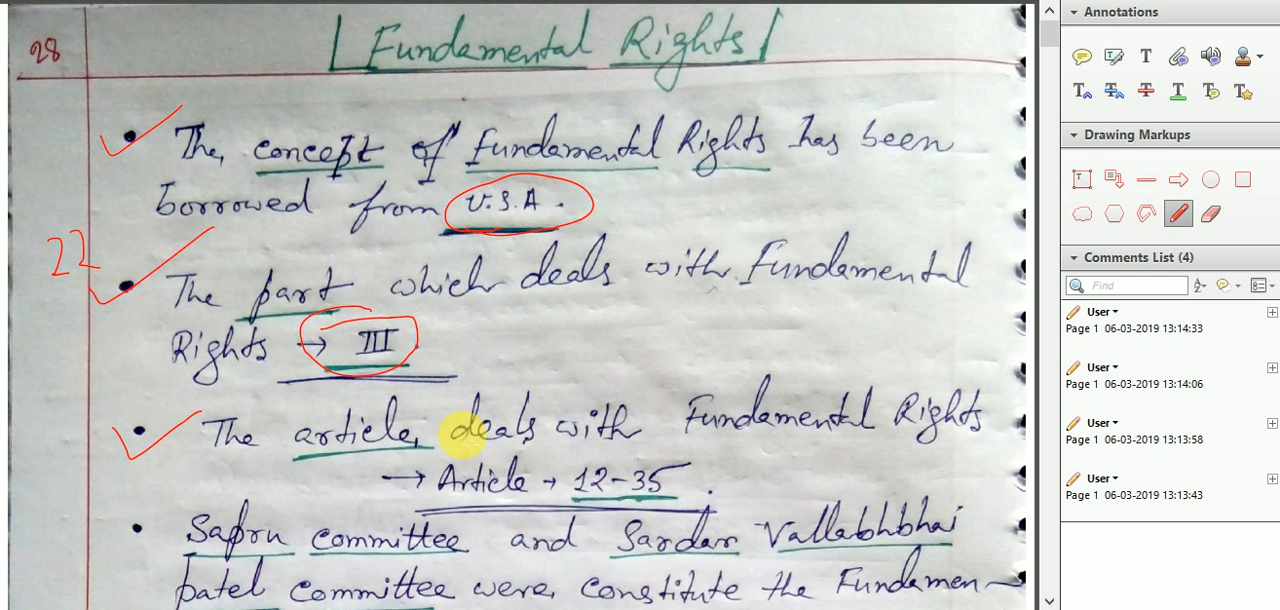 28
Fundamental Rights
The concept of Fundamental Rights has been
borrowed from U.S.A.
22
The part which deals with Fundamental
Rights → III
The article deals with Fundamental Rights
→ Article → 12-35.
Sapru committee and Sardar Vallabhbhai
patel committee were constitute the Fundamen-
Annotations
Drawing Markups
Comments List (4)
Find
User
Page 1 06-03-2019 13:14:33
User
Page 1 06-03-2019 13:14:06
User
Page 1 06-03-2019 13:13:58
User
Page 1 06-03-2019 13:13:43